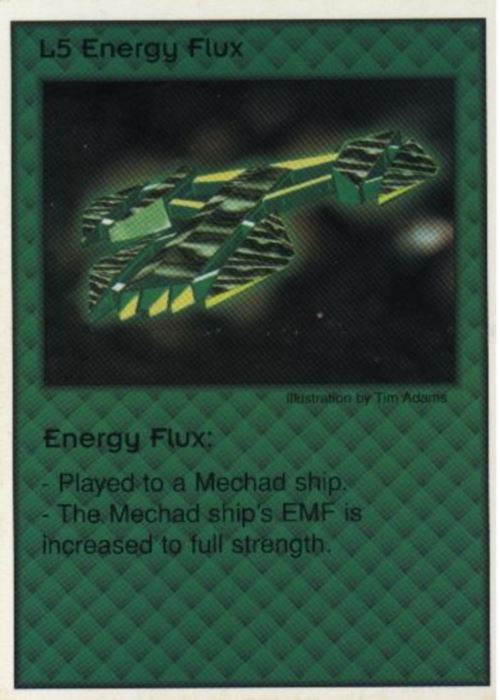 L5 Energy Flux
Illustration by Tim Adams
Energy Flux:
- Played to a Mechad ship.
- The Mechad ship's EMF is
increased to full strength.